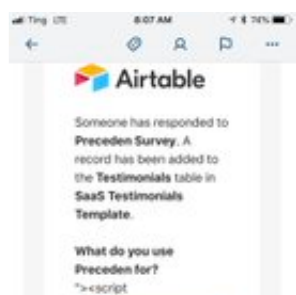 Ting LTE 8:07 AM 74%
Airtable
Someone has responded to
Preceden Survey. A
record has been added to
the Testimonials table in
SaaS Testimonials
Template.
What do you use
Preceden for?
"><script